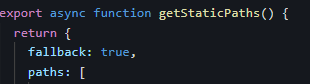 export async function getStaticPaths() {
return {
fallback: true,
paths: [